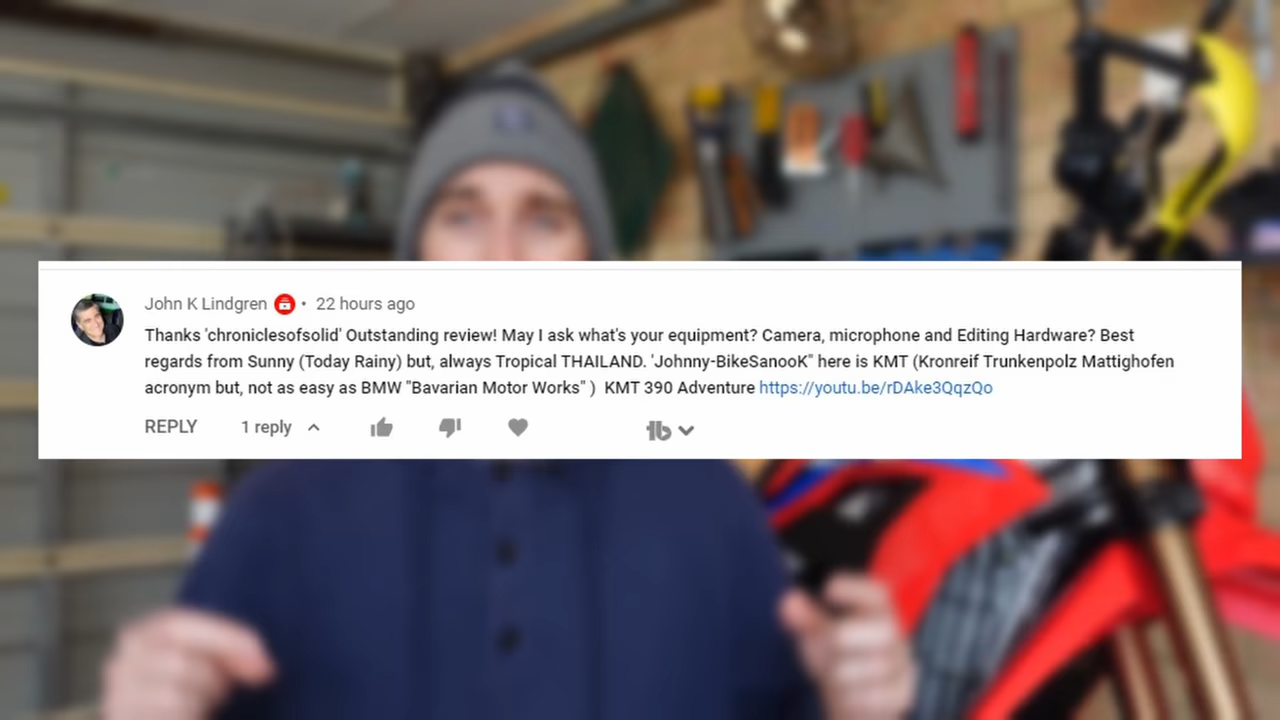 John K Lindgren • 22 hours ago
Thanks 'chroniclesofsolid' Outstanding review! May I ask what's your equipment? Camera, microphone and Editing Hardware? Best
regards from Sunny (Today Rainy) but, always Tropical THAILAND. 'Johnny-BikeSanooK" here is KMT (Kronreif Trunkenpolz Mattighofen
acronym but, not as easy as BMW "Bavarian Motor Works" ) KMT 390 Adventure https://youtu.be/rDAke3QqzQo
REPLY 1 reply